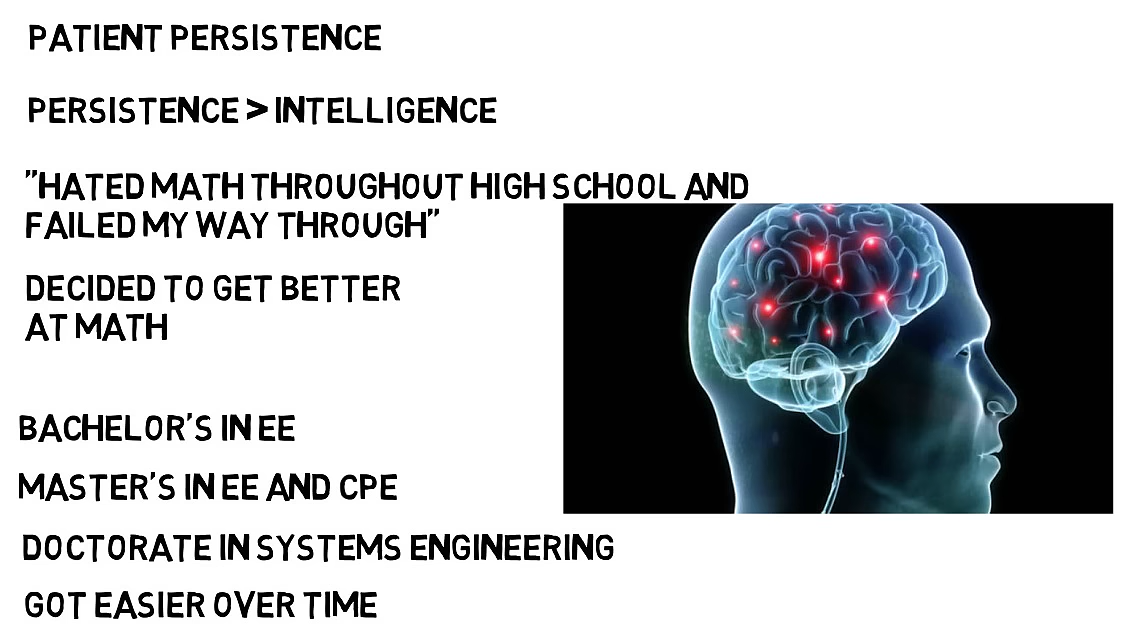 PATIENT PERSISTENCE
PERSISTENCE > INTELLIGENCE
"HATED MATH THROUGHOUT HIGH SCHOOL AND
FAILED MY WAY THROUGH"
DECIDED TO GET BETTER
AT MATH
BACHELOR'S IN EE
MASTER'S IN EE AND CPE
DOCTORATE IN SYSTEMS ENGINEERING
GOT EASIER OVER TIME